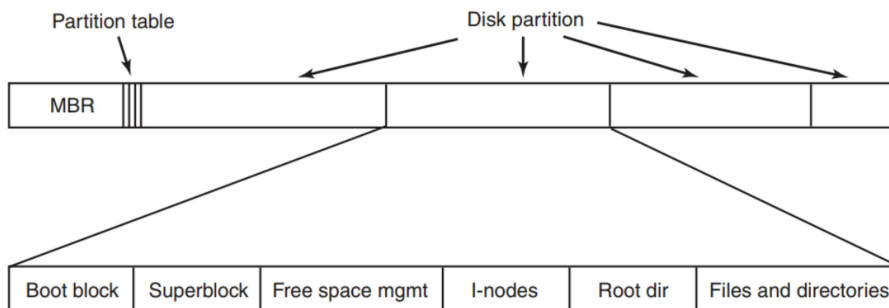 Partition table
Disk partition
MBR
Boot block
Superblock
Free space mgmt
I-nodes
Root dir
Files and directories